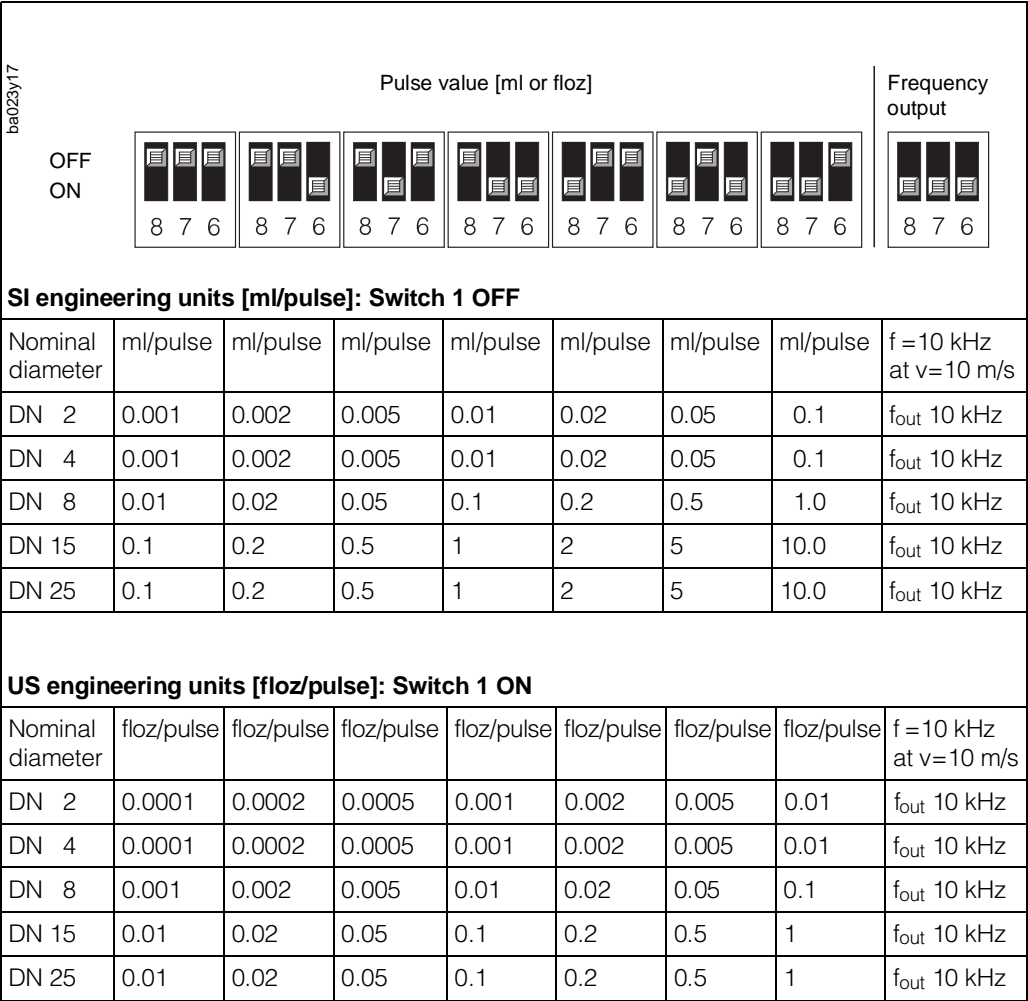 ba023y17
Pulse value [ml or floz]
Frequency
output
OFF
ON
8 7 6 8 7 6 8 7 6 8 7 6 8 7 6 8 7 6 8 7 6 8 7 6
SI engineering units [ml/pulse]: Switch 1 OFF
Nominal diameter ml/pulse ml/pulse ml/pulse ml/pulse ml/pulse ml/pulse ml/pulse f =10 kHz at v=10 m/s
DN 2 0.001 0.002 0.005 0.01 0.02 0.05 0.1 fout 10 kHz
DN 4 0.001 0.002 0.005 0.01 0.02 0.05 0.1 fout 10 kHz
DN 8 0.01 0.02 0.05 0.1 0.2 0.5 1.0 fout 10 kHz
DN 15 0.1 0.2 0.5 1 2 5 10.0 fout 10 kHz
DN 25 0.1 0.2 0.5 1 2 5 10.0 fout 10 kHz
US engineering units [floz/pulse]: Switch 1 ON
Nominal diameter floz/pulse floz/pulse floz/pulse floz/pulse floz/pulse floz/pulse floz/pulse f =10 kHz at v=10 m/s
DN 2 0.0001 0.0002 0.0005 0.001 0.002 0.005 0.01 fout 10 kHz
DN 4 0.0001 0.0002 0.0005 0.001 0.002 0.005 0.01 fout 10 kHz
DN 8 0.001 0.002 0.005 0.01 0.02 0.05 0.1 fout 10 kHz
DN 15 0.01 0.02 0.05 0.1 0.2 0.5 1 fout 10 kHz
DN 25 0.01 0.02 0.05 0.1 0.2 0.5 1 fout 10 kHz